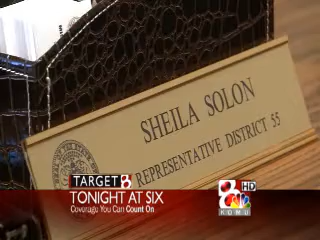 SHEILA SOLON
REPRESENTATIVE DISTRICT 55
TARGET 8
TONIGHT AT SIX
Coverage You Can Count On
8 HD
KOMU